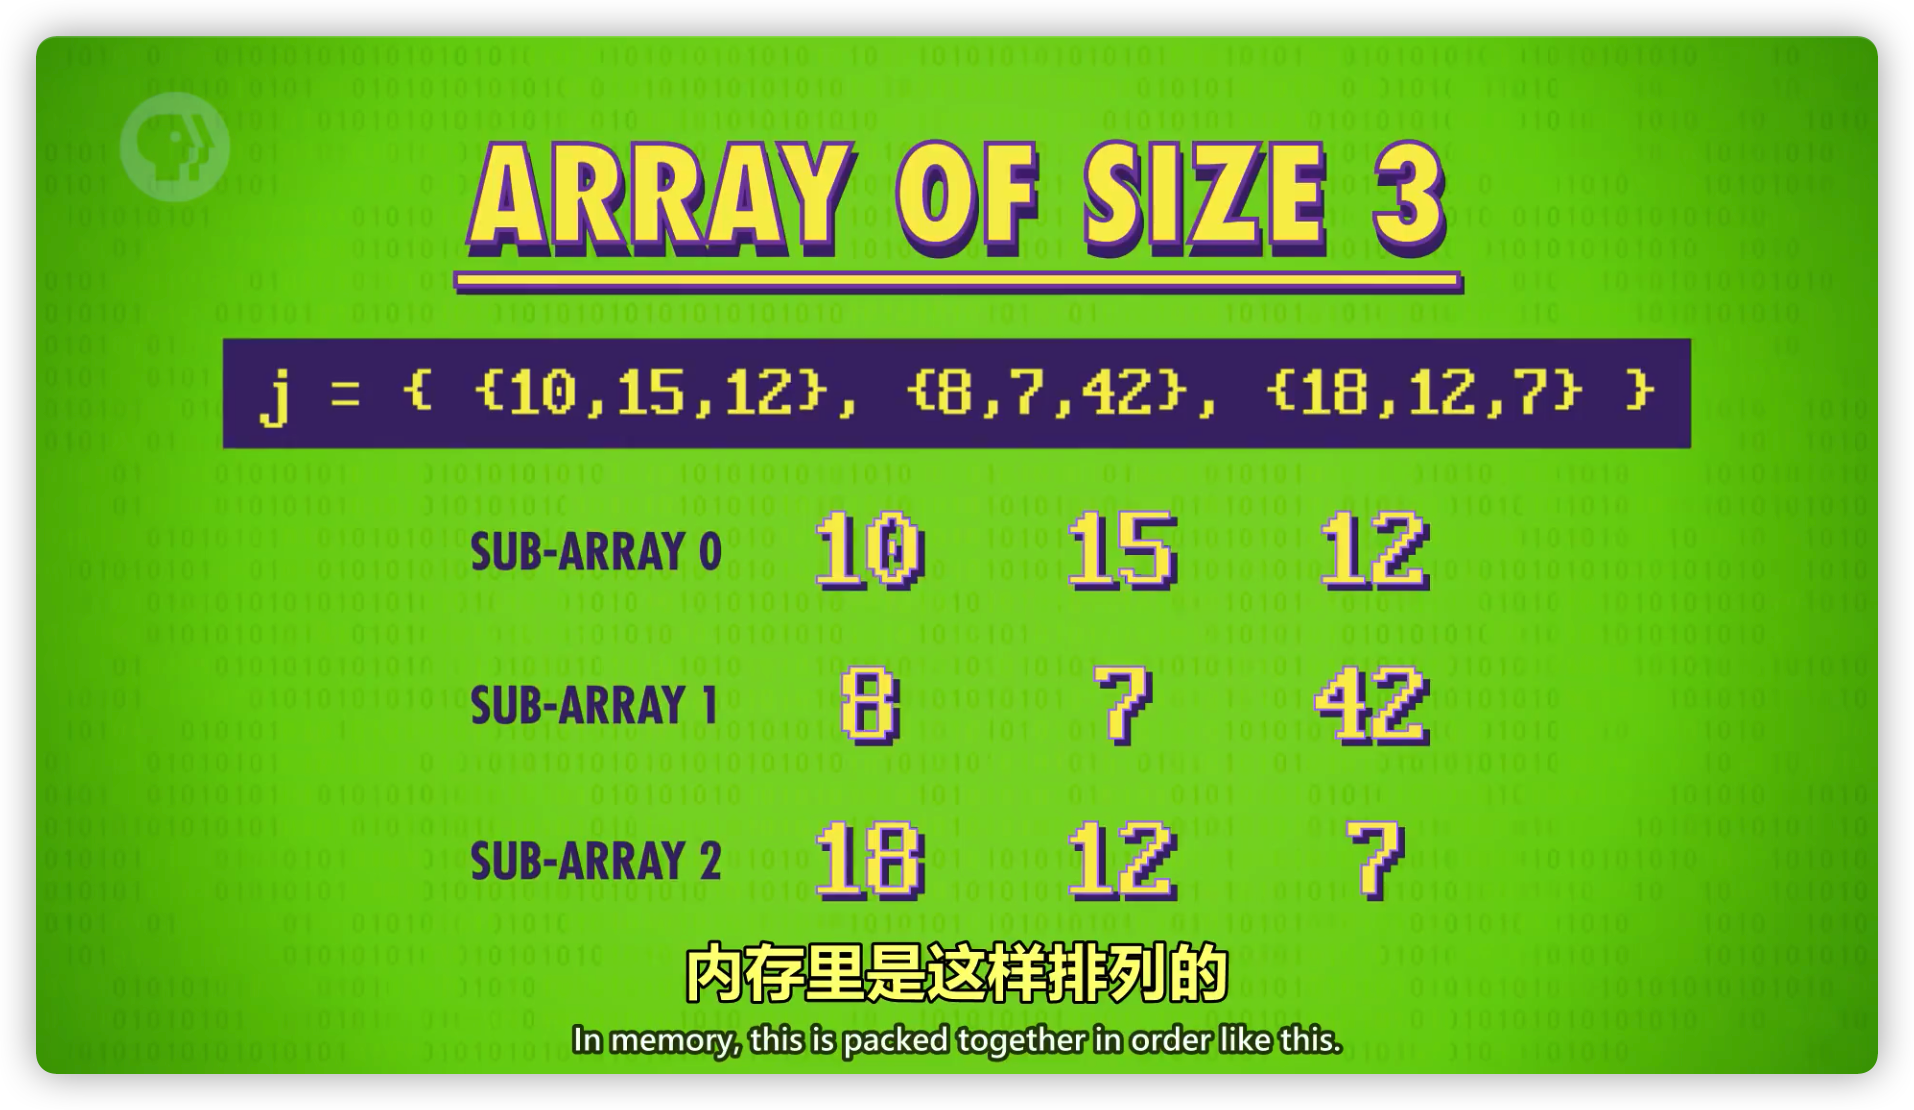 ARRAY OF SIZE 3
j = { {10,15,12}, {8,7,42}, {18,12,7} }
SUB-ARRAY 0 10 15 12
SUB-ARRAY 1 8 7 42
SUB-ARRAY 2 18 12 7
内存里是这样排列的
In memory, this is packed together in order like this.